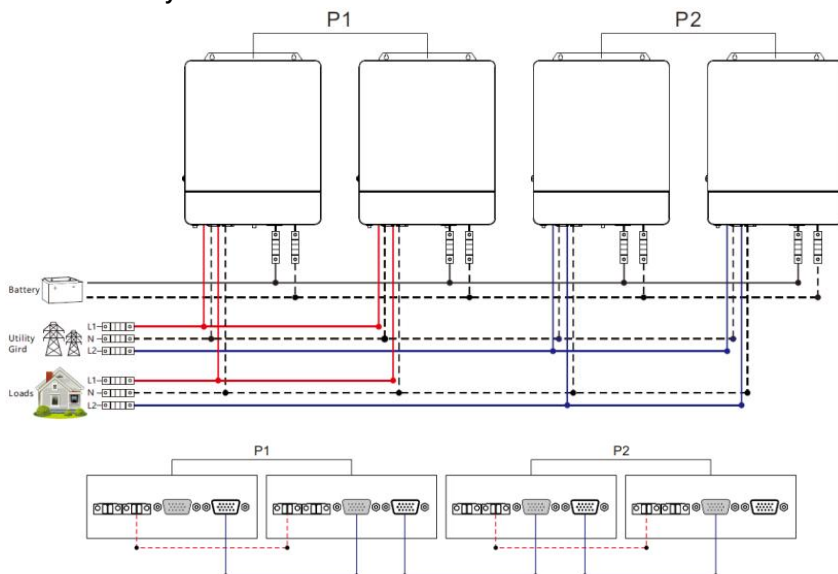 P1 P2
Battery
L1
Utility N
Gird L2
L1
Loads N
L2
P1 P2